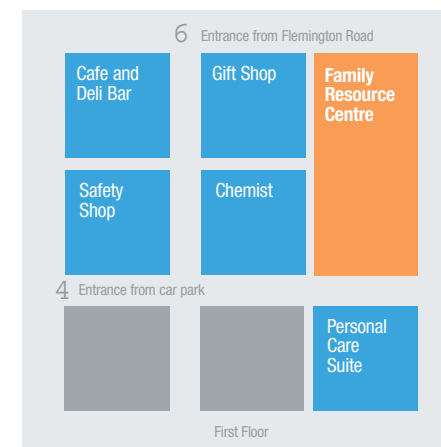 6 Entrance from Flemington Road
Cafe and
Deli Bar
Gift Shop
Family
Resource
Centre
Safety
Shop
Chemist
4 Entrance from car park
Personal
Care
Suite
First Floor